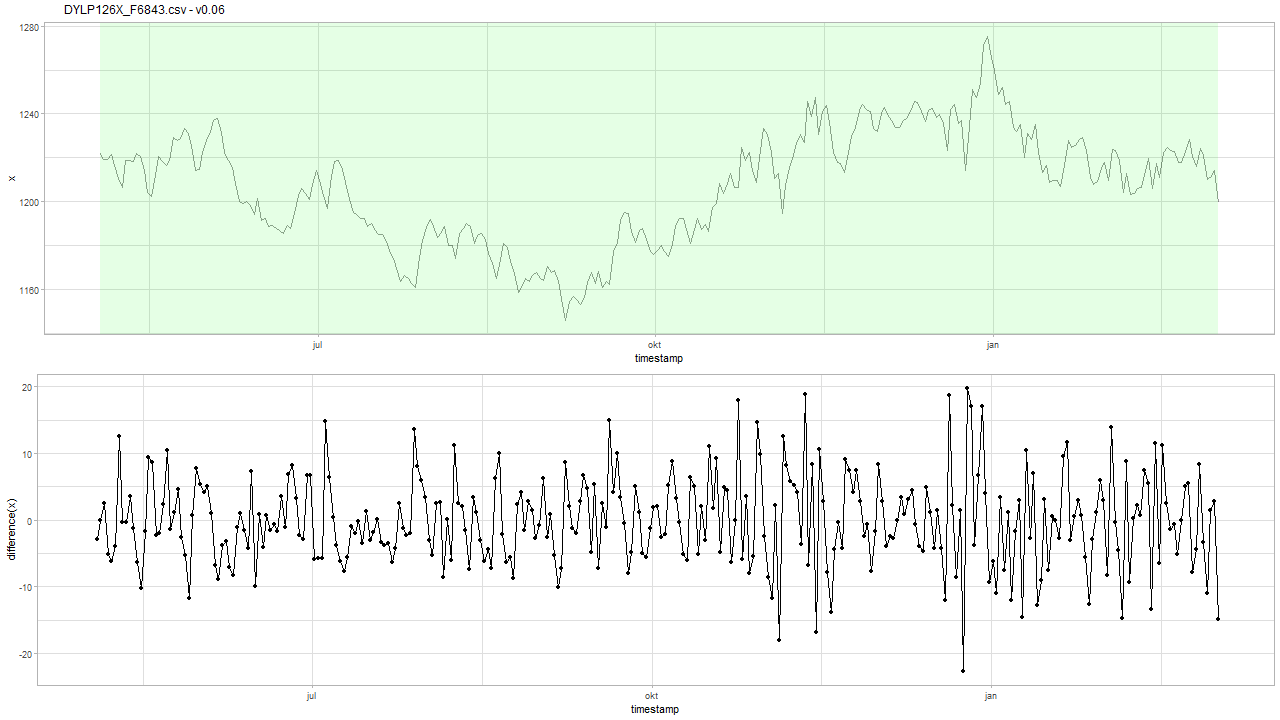 DYLP126X_F6843.csv - v0.06
1280
1240
x
1200
1160
jul
okt
jan
timestamp
20
10
difference(x)
0
-10
-20
jul
okt
jan
timestamp